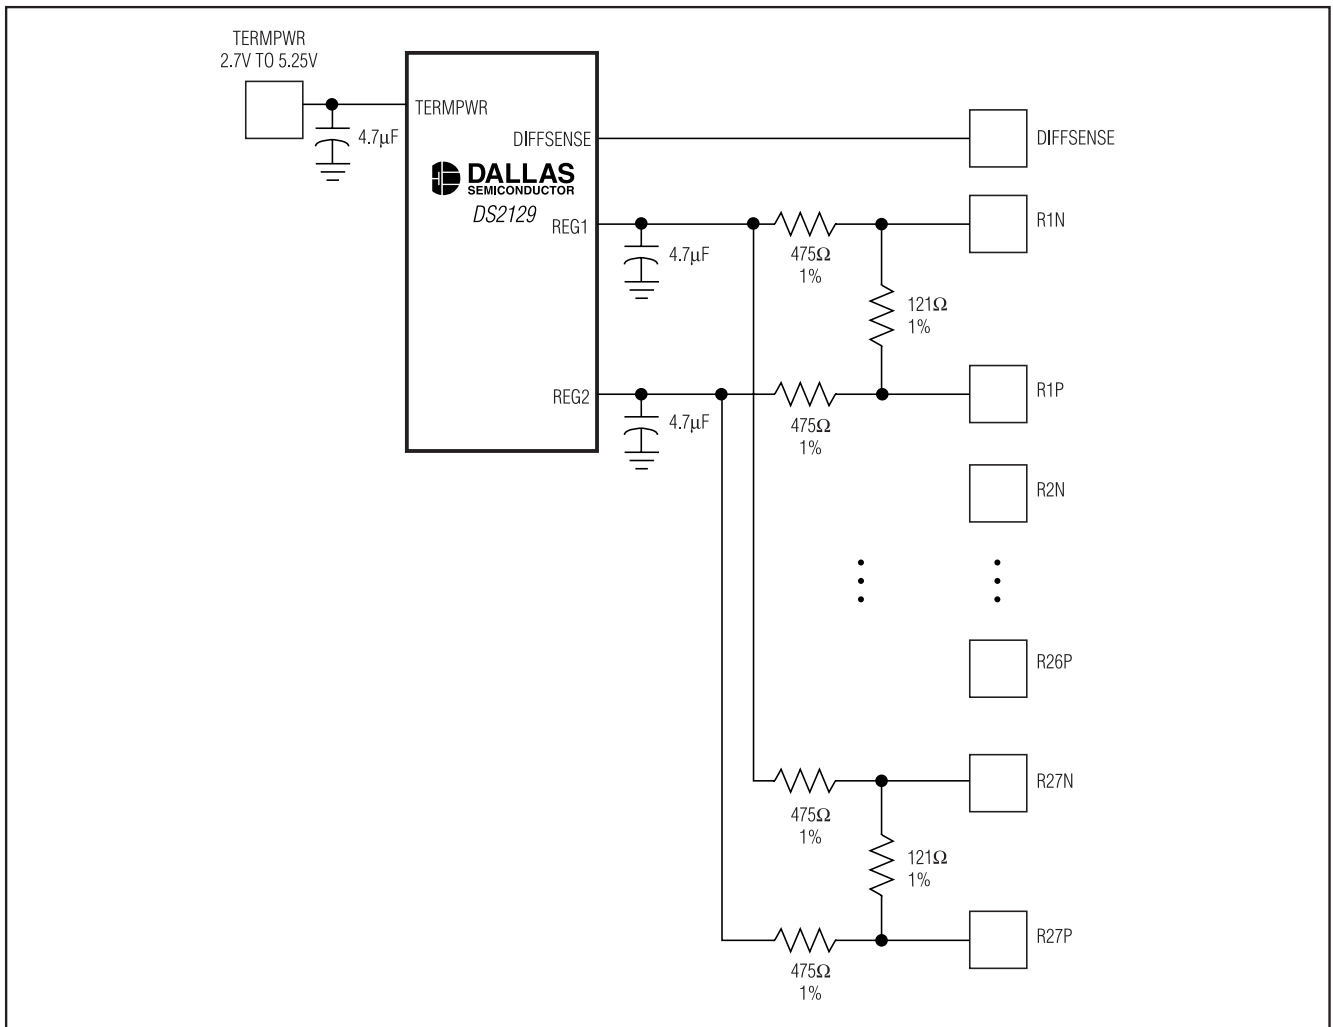 TERMPWR
2.7V TO 5.25V
TERMPWR
4.7µF
DIFFSENSE
DIFFSENSE
DALLAS
SEMICONDUCTOR
DS2129
REG1
R1N
4.7µF
475Ω
1%
121Ω
1%
REG2
R1P
4.7µF
475Ω
1%
R2N
R26P
R27N
475Ω
1%
121Ω
1%
R27P
475Ω
1%